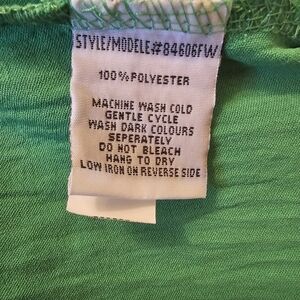 STYLE/MODELE#84606FW
100%POLYESTER
MACHINE WASH COLD
GENTLE CYCLE
WASH DARK COLOURS
SEPERATELY
DO NOT BLEACH
HANG TO DRY
LOW IRON ON REVERSE SIDE